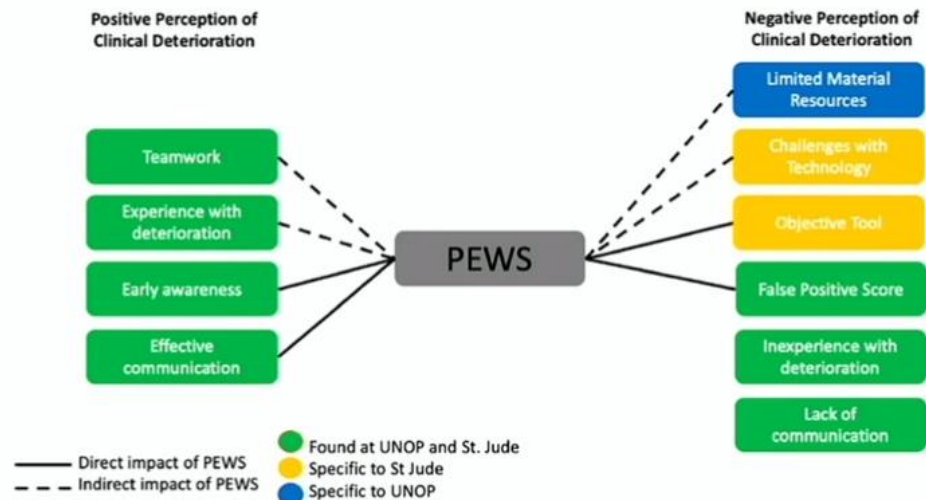 Positive Perception of
Clinical Deterioration
Negative Perception of
Clinical Deterioration
Teamwork
Experience with
deterioration
Early awareness
Effective
communication
PEWS
Limited Material
Resources
Challenges with
Technology
Objective Tool
False Positive Score
Inexperience with
deterioration
Lack of
communication
Direct impact of PEWS
Indirect impact of PEWS
Found at UNOP and St. Jude
Specific to St Jude
Specific to UNOP